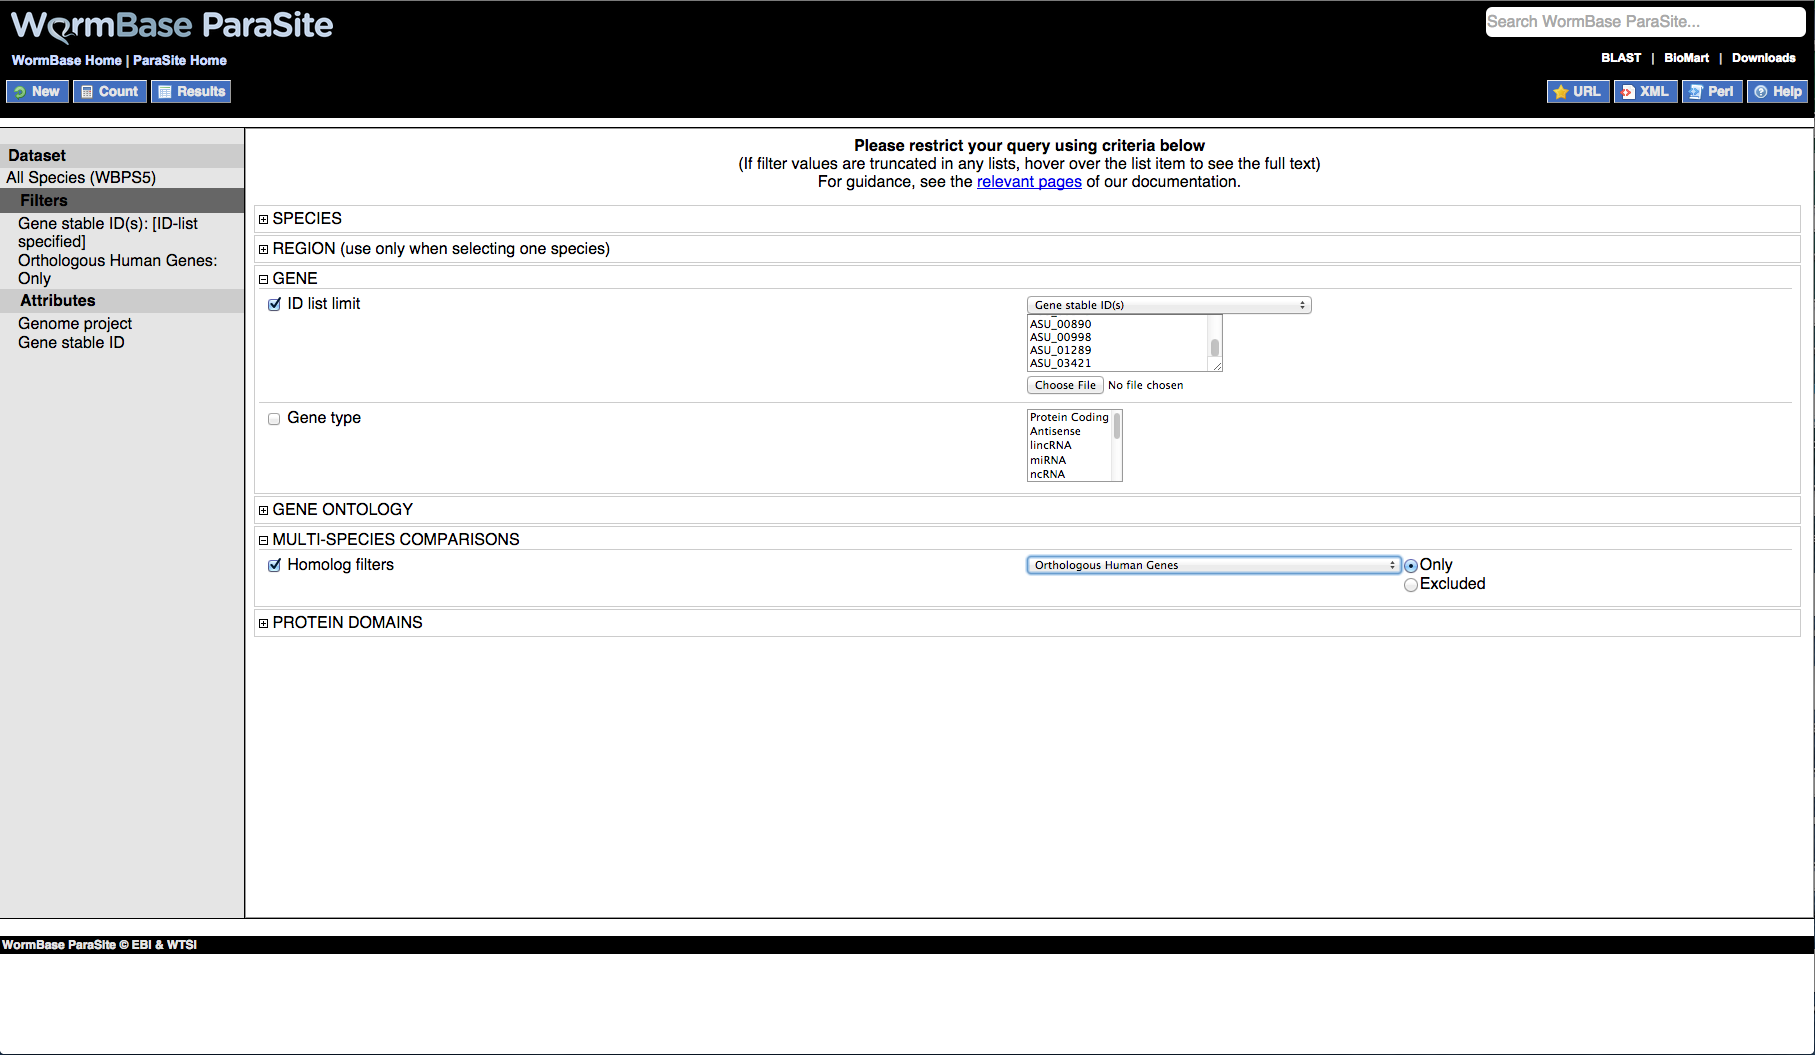 WormBase ParaSite
Search WormBase ParaSite...
WormBase Home | ParaSite Home
BLAST | BioMart | Downloads
New Count Results
URL XML Perl Help
Dataset
All Species (WBPS5)
Filters
Gene stable ID(s): [ID-list
specified]
Orthologous Human Genes:
Only
Attributes
Genome project
Gene stable ID
Please restrict your query using criteria below
(If filter values are truncated in any lists, hover over the list item to see the full text)
For guidance, see the relevant pages of our documentation.
SPECIES
REGION (use only when selecting one species)
GENE
ID list limit
Gene stable ID(s)
ASU_00890
ASU_00998
ASU_01289
ASU_03421
Choose File No file chosen
Gene type
Protein Coding
Antisense
lincRNA
miRNA
ncRNA
GENE ONTOLOGY
MULTI-SPECIES COMPARISONS
Homolog filters
Orthologous Human Genes
Only
Excluded
PROTEIN DOMAINS
WormBase ParaSite © EBI & WTSI